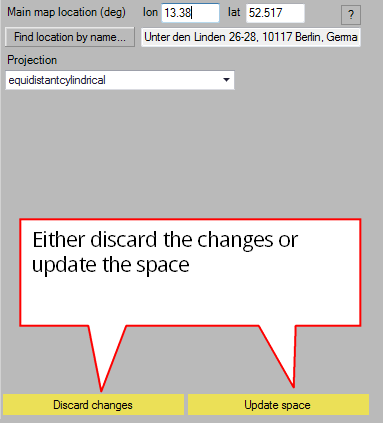 Main map location (deg) lon 13.38 lat 52.517 ?
Find location by name... Unter den Linden 26-28, 10117 Berlin, Germa
Projection
equidistantcylindrical
Either discard the changes or
update the space
Discard changes Update space